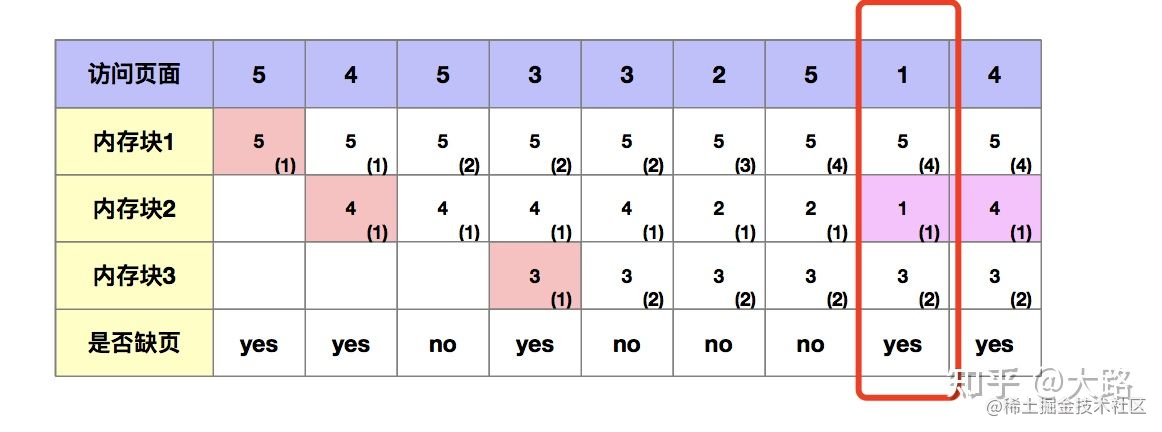 访问页面 5 4 5 3 3 2 5 1 4
内存块1 5 (1) 5 (1) 5 (2) 5 (2) 5 (2) 5 (3) 5 (4) 5 (4) 5 (4)
内存块2 4 (1) 4 (1) 4 (1) 4 (1) 2 (1) 2 (1) 1 (1) 4 (1)
内存块3 3 (1) 3 (2) 3 (2) 3 (2) 3 (2) 3 (2)
是否缺页 yes yes no yes no no no yes yes
知乎 @大路
@稀土掘金技术社区